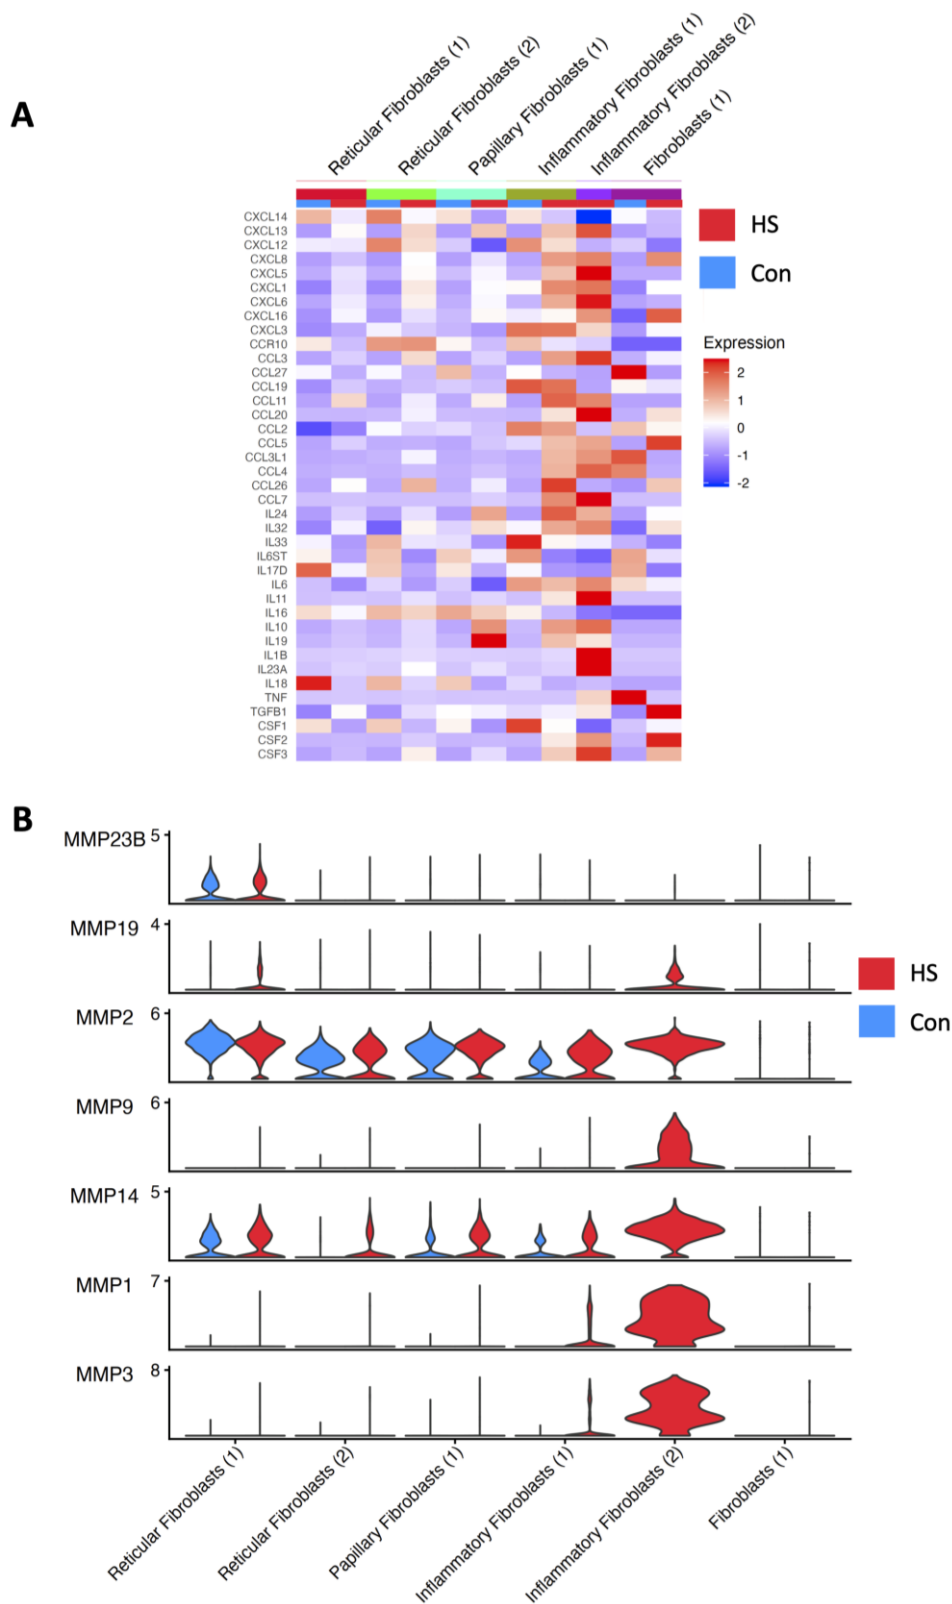 A
Reticular Fibroblasts (1)
Reticular Fibroblasts (2)
Papillary Fibroblasts (1)
Inflammatory Fibroblasts (1)
Inflammatory Fibroblasts (2)
Fibroblasts (1)
CXCL14
CXCL13
CXCL12
CXCL8
CXCL5
CXCL1
CXCL6
CXCL16
CXCL3
CCR10
CCL3
CCL27
CCL19
CCL11
CCL20
CCL2
CCL5
CCL3L1
CCL4
CCL26
CCL7
IL24
IL32
IL33
IL6ST
IL17D
IL6
IL11
IL16
IL10
IL19
IL1B
IL23A
IL18
TNF
TGFB1
CSF1
CSF2
CSF3
HS
Con
Expression
2
1
0
-1
-2
B
MMP23B 5
MMP19 4
MMP2 6
MMP9 6
MMP14 5
MMP1 7
MMP3 8
HS
Con
Reticular Fibroblasts (1)
Reticular Fibroblasts (2)
Papillary Fibroblasts (1)
Inflammatory Fibroblasts (1)
Inflammatory Fibroblasts (2)
Fibroblasts (1)